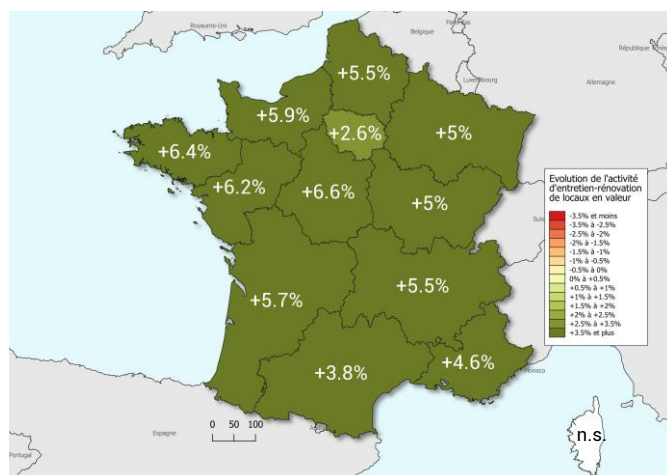 Royaume-Uni
Belgique
Luxembourg
Allemagne
+5.5%
+5.9%
+2.6%
+5%
+6.4%
+6.2%
+6.6%
+5%
+5.7%
+5.5%
+3.8%
+4.6%
Monaco
Espagne
Portugal
0 50 100
n.s.
Evolution de l'activité
d'entretien-rénovation
de locaux en valeur
-3.5% et moins
-3.5% à -2.5%
-2.5% à -2%
-2% à -1.5%
-1.5% à -1%
-1% à -0.5%
-0.5% à 0%
0% à +0.5%
+0.5% à +1%
+1% à +1.5%
+1.5% à +2%
+2% à +2.5%
+2.5% à +3.5%
+3.5% et plus